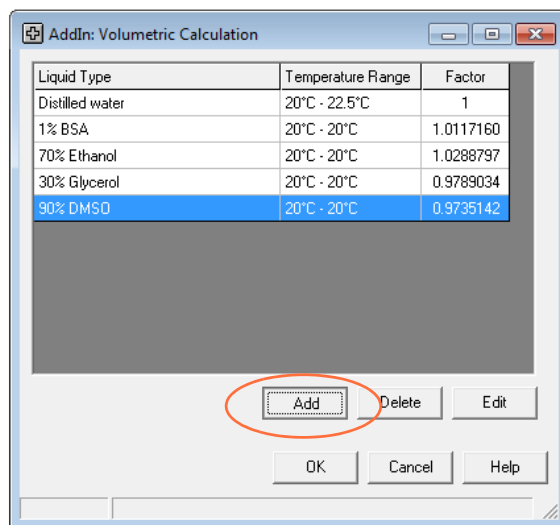 AddIn: Volumetric Calculation
Liquid Type Temperature Range Factor
Distilled water 20°C - 22.5°C 1
1% BSA 20°C - 20°C 1.0117160
70% Ethanol 20°C - 20°C 1.0288797
30% Glycerol 20°C - 20°C 0.9789034
90% DMSO 20°C - 20°C 0.9735142
Add Delete Edit
OK Cancel Help